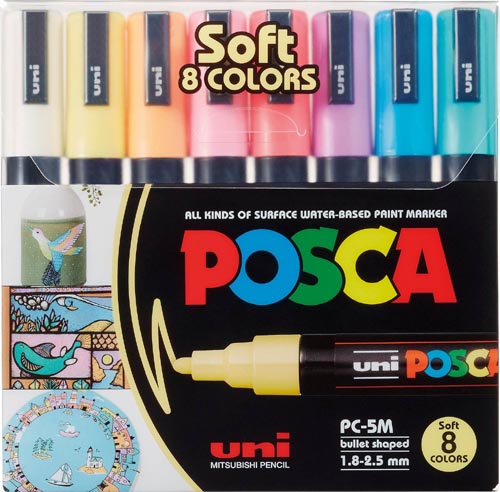 Soft
8 COLORS
uni
uni
uni
uni
uni
uni
uni
uni
ALL KINDS OF SURFACE WATER-BASED PAINT MARKER
POSCA
uni POSCA
PC-5M
bullet shaped
1.8-2.5 mm
Soft
8
COLORS
uni
MITSUBISHI PENCIL